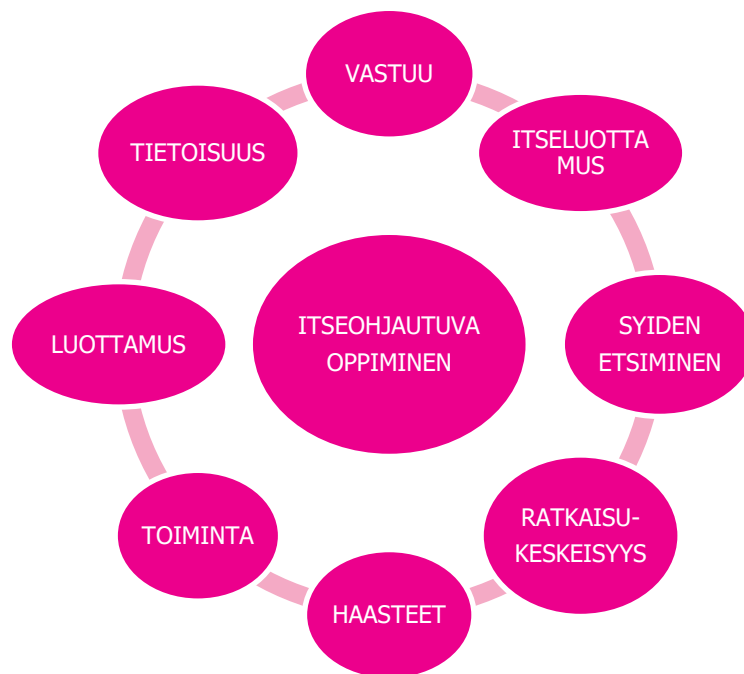 VASTUU
ITSELUOTTA
MUS
SYIDEN
ETSIMINEN
RATKAISU-
KESKEISYYS
HAASTEET
TOIMINTA
LUOTTAMUS
TIETOISUUS
ITSEOHJAUTUVA
OPPIMINEN